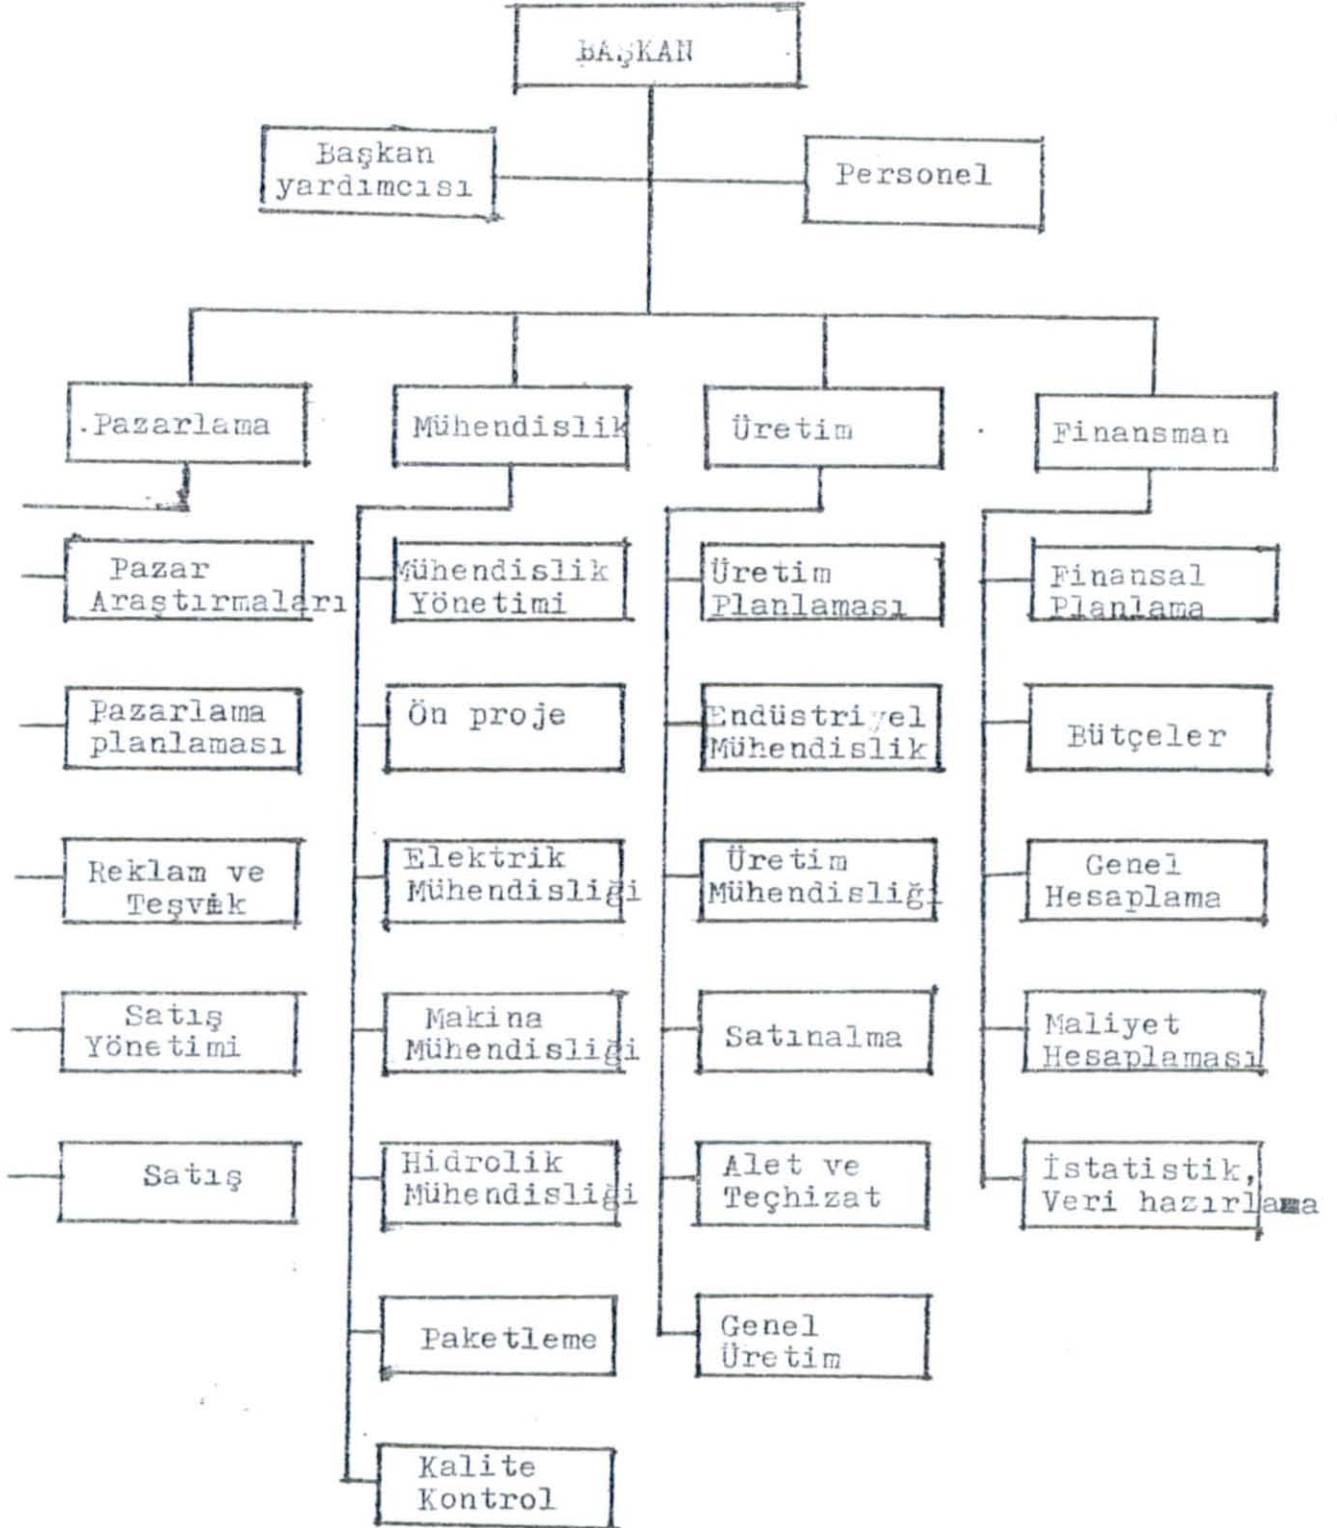 BAŞKAN
Başkan
yardımcısı
Personel
Pazarlama
Mühendislik
Üretim
Finansman
Pazar
Araştırmaları
Mühendislik
Yönetimi
Üretim
Planlaması
Finansal
Planlama
Pazarlama
planlaması
Ön proje
Endüstriyel
Mühendislik
Bütçeler
Reklam ve
Teşvik
Elektrik
Mühendisliği
Üretim
Mühendisliği
Genel
Hesaplama
Satış
Yönetimi
Makina
Mühendisliği
Satınalma
Maliyet
Hesaplaması
Satış
Hidrolik
Mühendisliği
Alet ve
Teçhizat
İstatistik,
Veri hazırlama
Paketleme
Genel
Üretim
Kalite
Kontrol